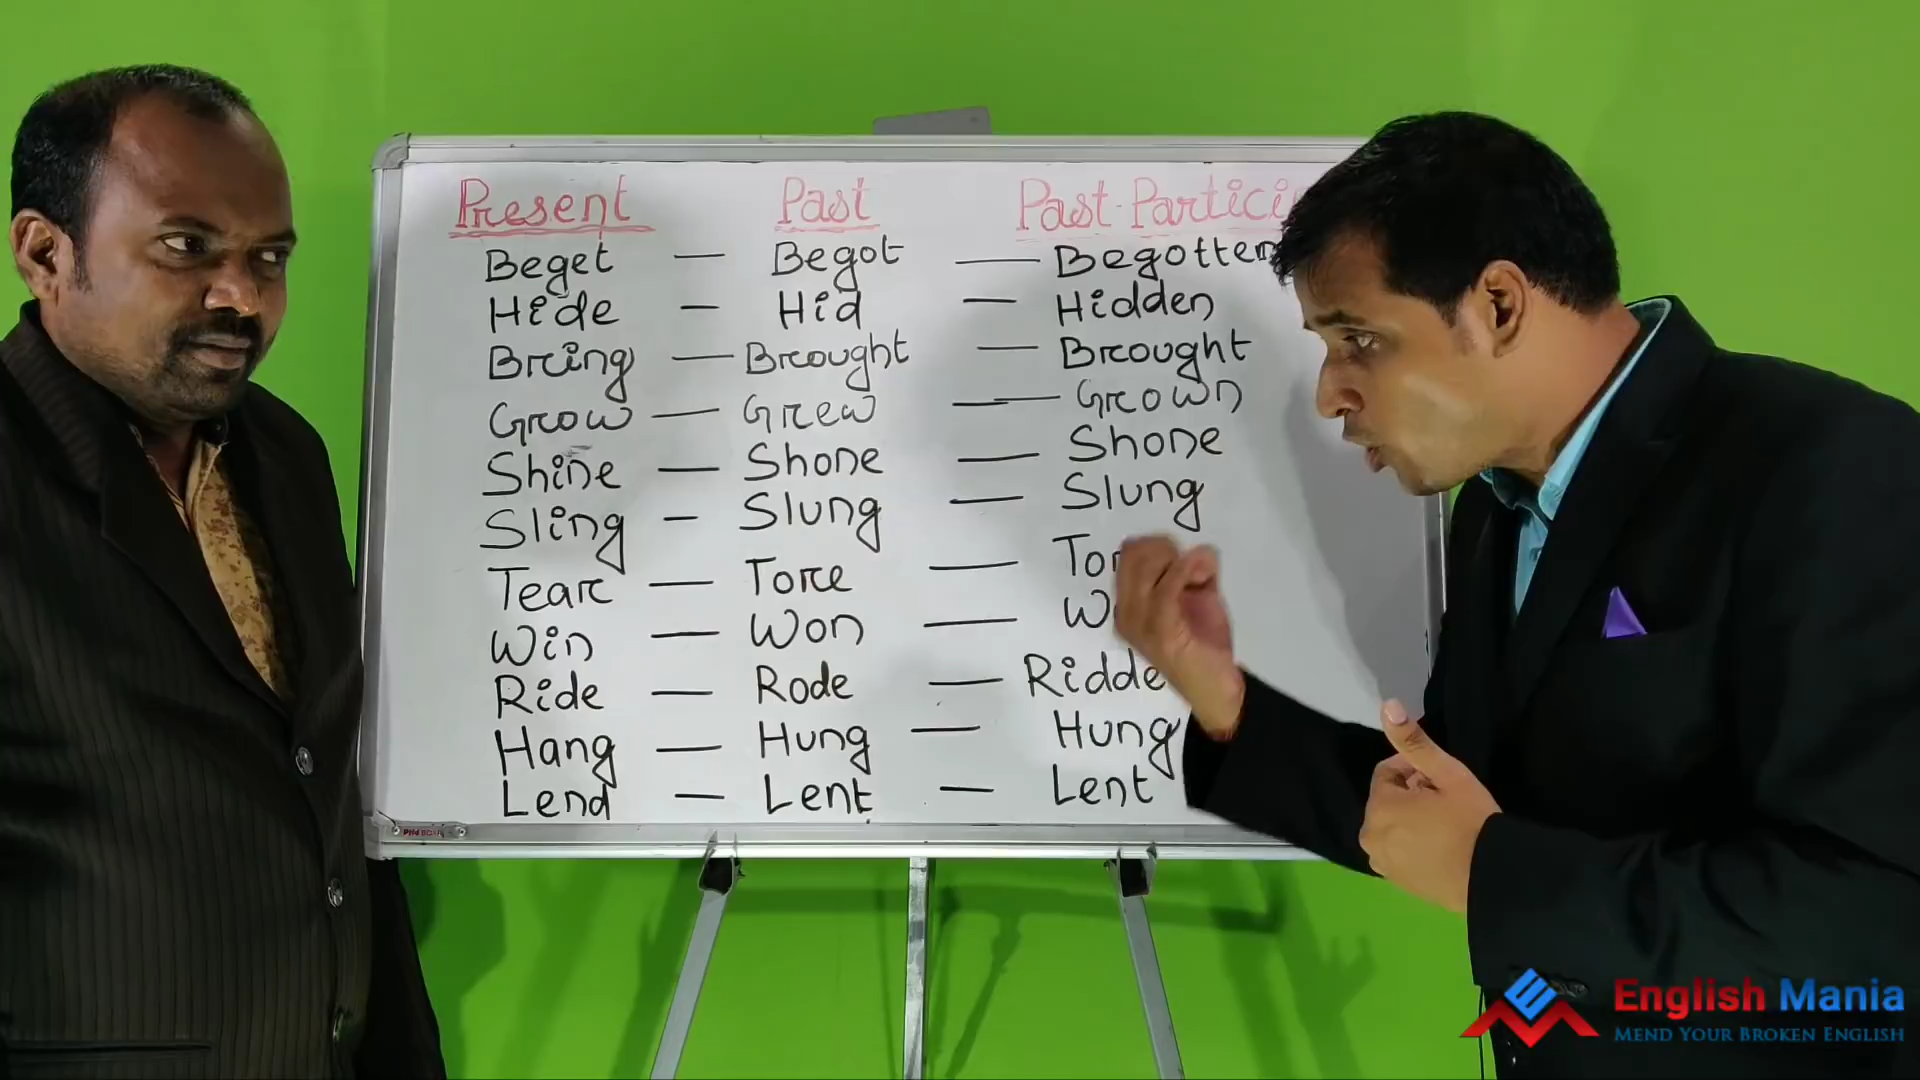 Present Past Past Partici
Beget — Begot — Begotten
Hide — Hid — Hidden
Bring — Brought — Brought
Grow — Grew — Grown
Shine — Shone — Shone
Sling — Slung — Slung
Tear — Tore — Tor
Win — Won — W
Ride — Rode — Ridde
Hang — Hung — Hung
Lend — Lent — Lent
English Mania
MEND YOUR BROKEN ENGLISH